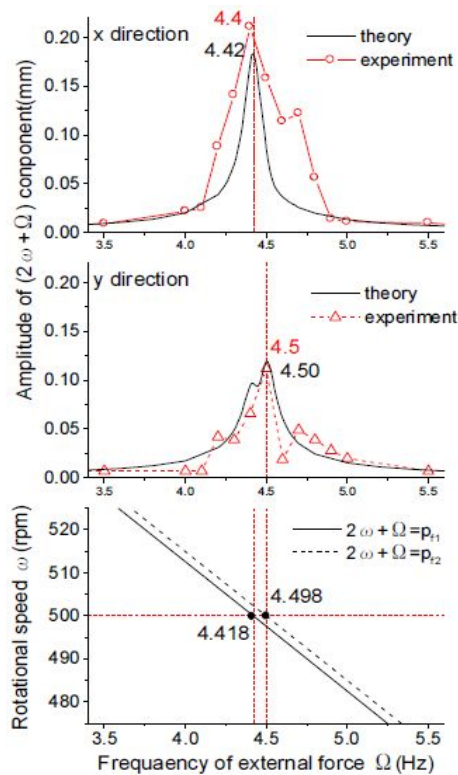 x direction
4.4
4.42
theory
experiment
0.20
0.15
0.10
0.05
0.00
3.5 4.0 4.5 5.0 5.5
Amplitude of (2ω+Ω) component(mm)
y direction
4.5
4.50
theory
experiment
0.20
0.15
0.10
0.05
0.00
3.5 4.0 4.5 5.0 5.5
Rotational speed ω (rpm)
520
510
500
490
480
2ω+Ω=pf1
2ω+Ω=pf2
4.498
4.418
3.5 4.0 4.5 5.0 5.5
Frequaency of external force Ω (Hz)